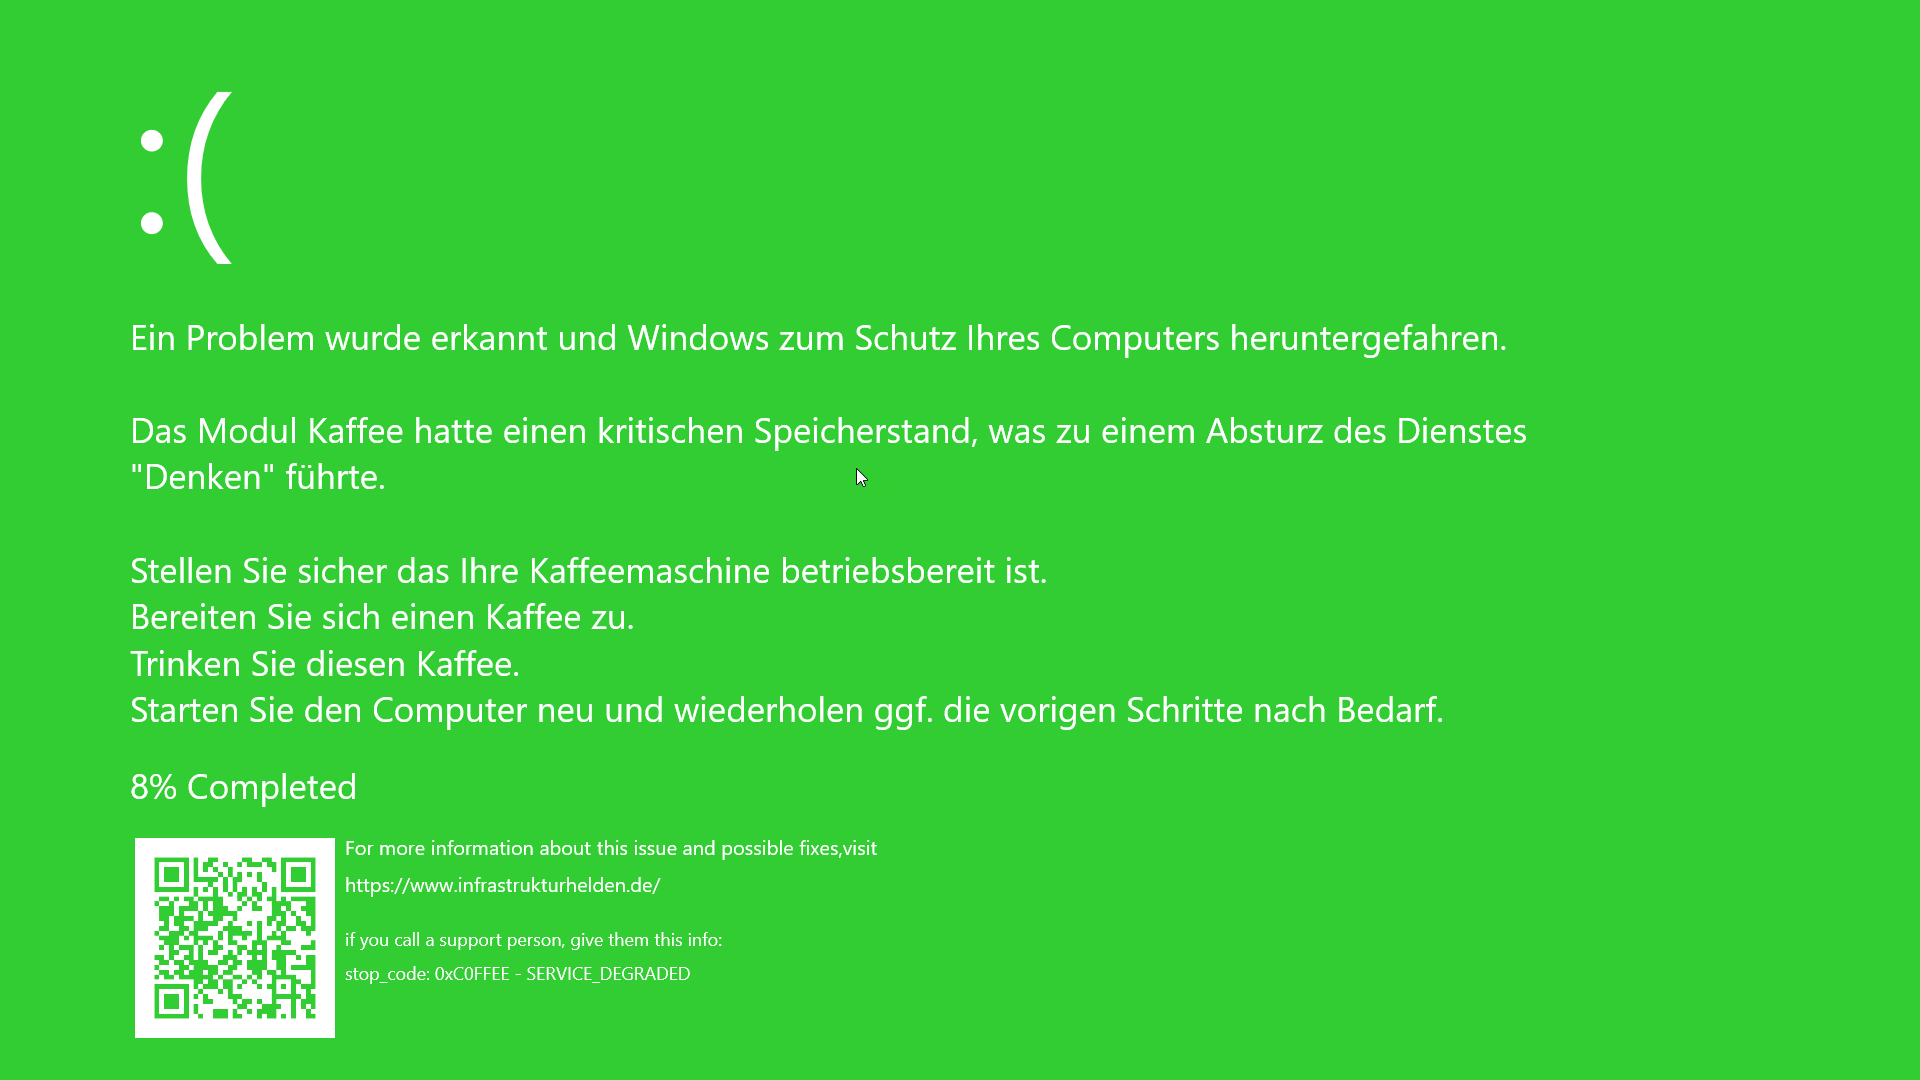 :(
Ein Problem wurde erkannt und Windows zum Schutz Ihres Computers heruntergefahren.
Das Modul Kaffee hatte einen kritischen Speicherstand, was zu einem Absturz des Dienstes
"Denken" führte.
Stellen Sie sicher das Ihre Kaffeemaschine betriebsbereit ist.
Bereiten Sie sich einen Kaffee zu.
Trinken Sie diesen Kaffee.
Starten Sie den Computer neu und wiederholen ggf. die vorigen Schritte nach Bedarf.
8% Completed
For more information about this issue and possible fixes,visit
https://www.infrastrukturhelden.de/
if you call a support person, give them this info:
stop_code: 0xC0FFEE - SERVICE_DEGRADED